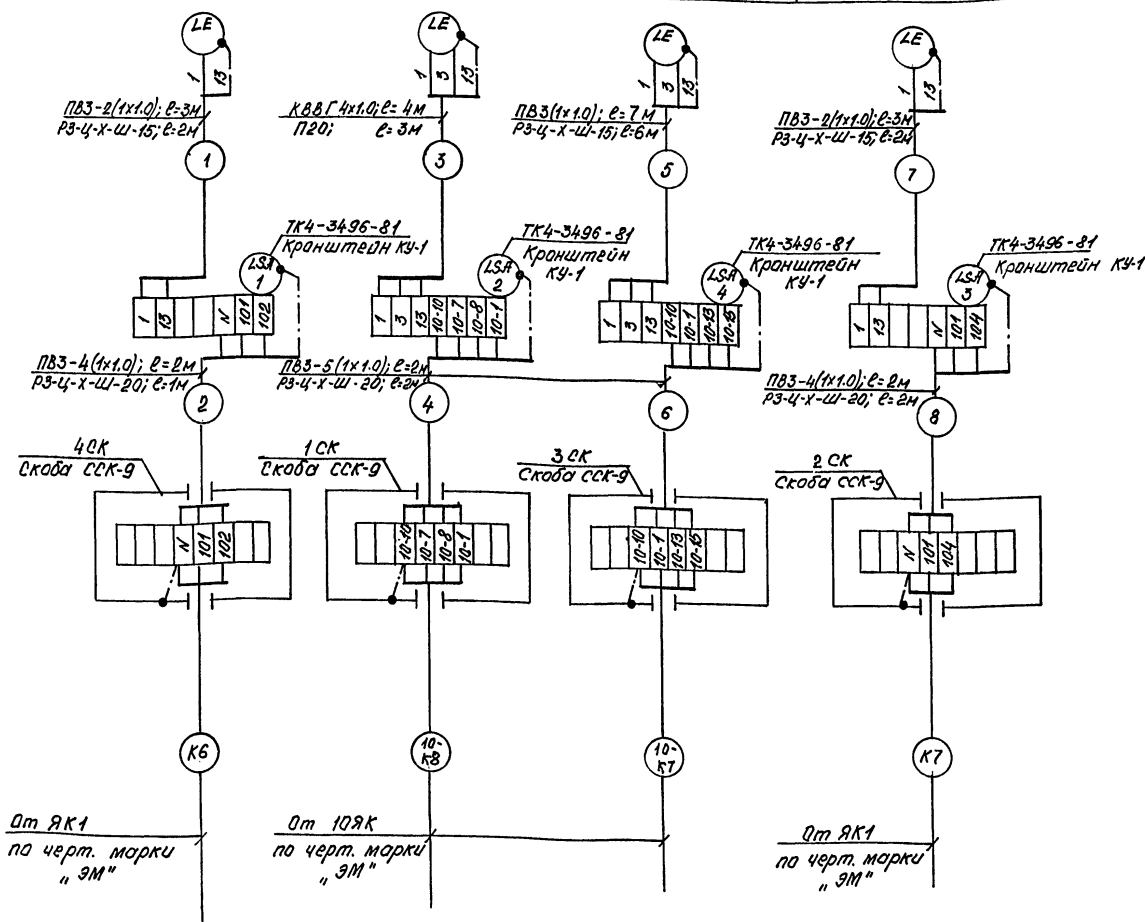 LE
LE
LE
LE
1
13
1
3
13
1
3
13
1
13
ПВ3-2(1х1.0); ℓ=3м
РЗ-Ц-Х-Ш-15; ℓ=2м
КВВГ 4х1.0; ℓ= 4м
П20; ℓ= 3м
ПВ3(1х1.0); ℓ= 7м
РЗ-Ц-Х-Ш-15; ℓ=6м
ПВ3-2(1х1.0); ℓ=3м
РЗ-Ц-Х-Ш-15; ℓ=2м
1
3
5
7
ТК4-3496-81
Кронштейн КУ-1
ТК4-3496-81
Кронштейн
КУ-1
ТК4-3496-81
Кронштейн
КУ-1
ТК4-3496-81
Кронштейн КУ-1
LSA
1
LSA
2
LSA
4
LSA
3
1
13
N
101
102
1
3
13
10-10
10-7
10-8
10-1
1
3
13
10-10
10-1
10-13
10-15
1
13
N
101
104
ПВ3-4(1х1.0); ℓ=2м
РЗ-Ц-Х-Ш-20; ℓ=1м
ПВ3-5(1х1.0); ℓ=2м
РЗ-Ц-Х-Ш-20; ℓ=2м
ПВ3-4(1х1.0); ℓ=2м
РЗ-Ц-Х-Ш-20; ℓ=2м
2
4
6
8
4СК
Скоба ССК-9
1СК
Скоба ССК-9
3СК
Скоба ССК-9
2СК
Скоба ССК-9
N
101
102
10-10
10-7
10-8
10-1
10-10
10-1
10-13
10-15
N
101
104
К6
10-
К8
10-
К7
К7
От ЯК1
по черт. марки
„ ЭМ"
От 10ЯК
по черт. марки
„ ЭМ"
От ЯК1
по черт. марки
„ ЭМ"